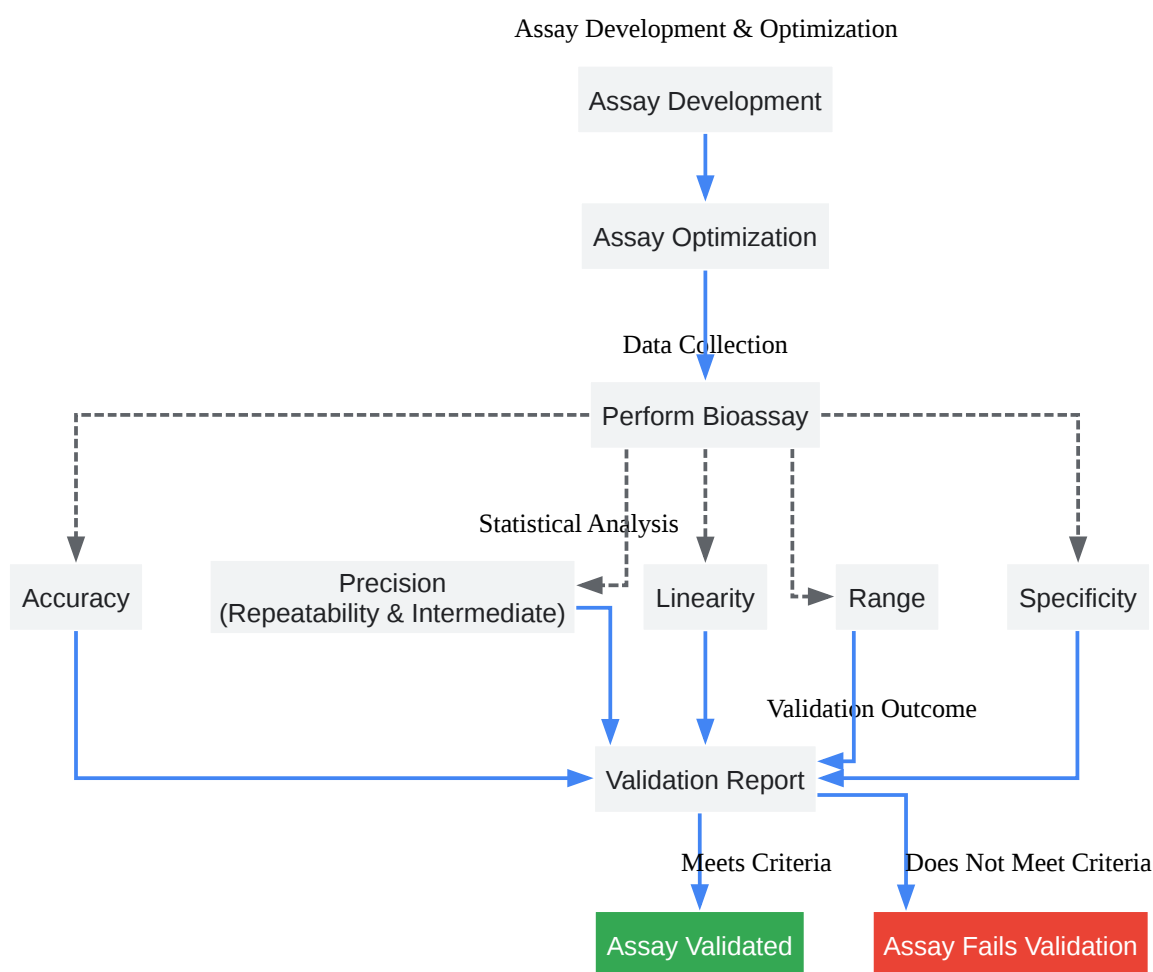 Assay Development & Optimization
Assay Development
Assay Optimization
Data Collection
Perform Bioassay
Statistical Analysis
Accuracy
Precision
(Repeatability & Intermediate)
Linearity
Range
Specificity
Validation Outcome
Validation Report
Meets Criteria
Does Not Meet Criteria
Assay Validated
Assay Fails Validation